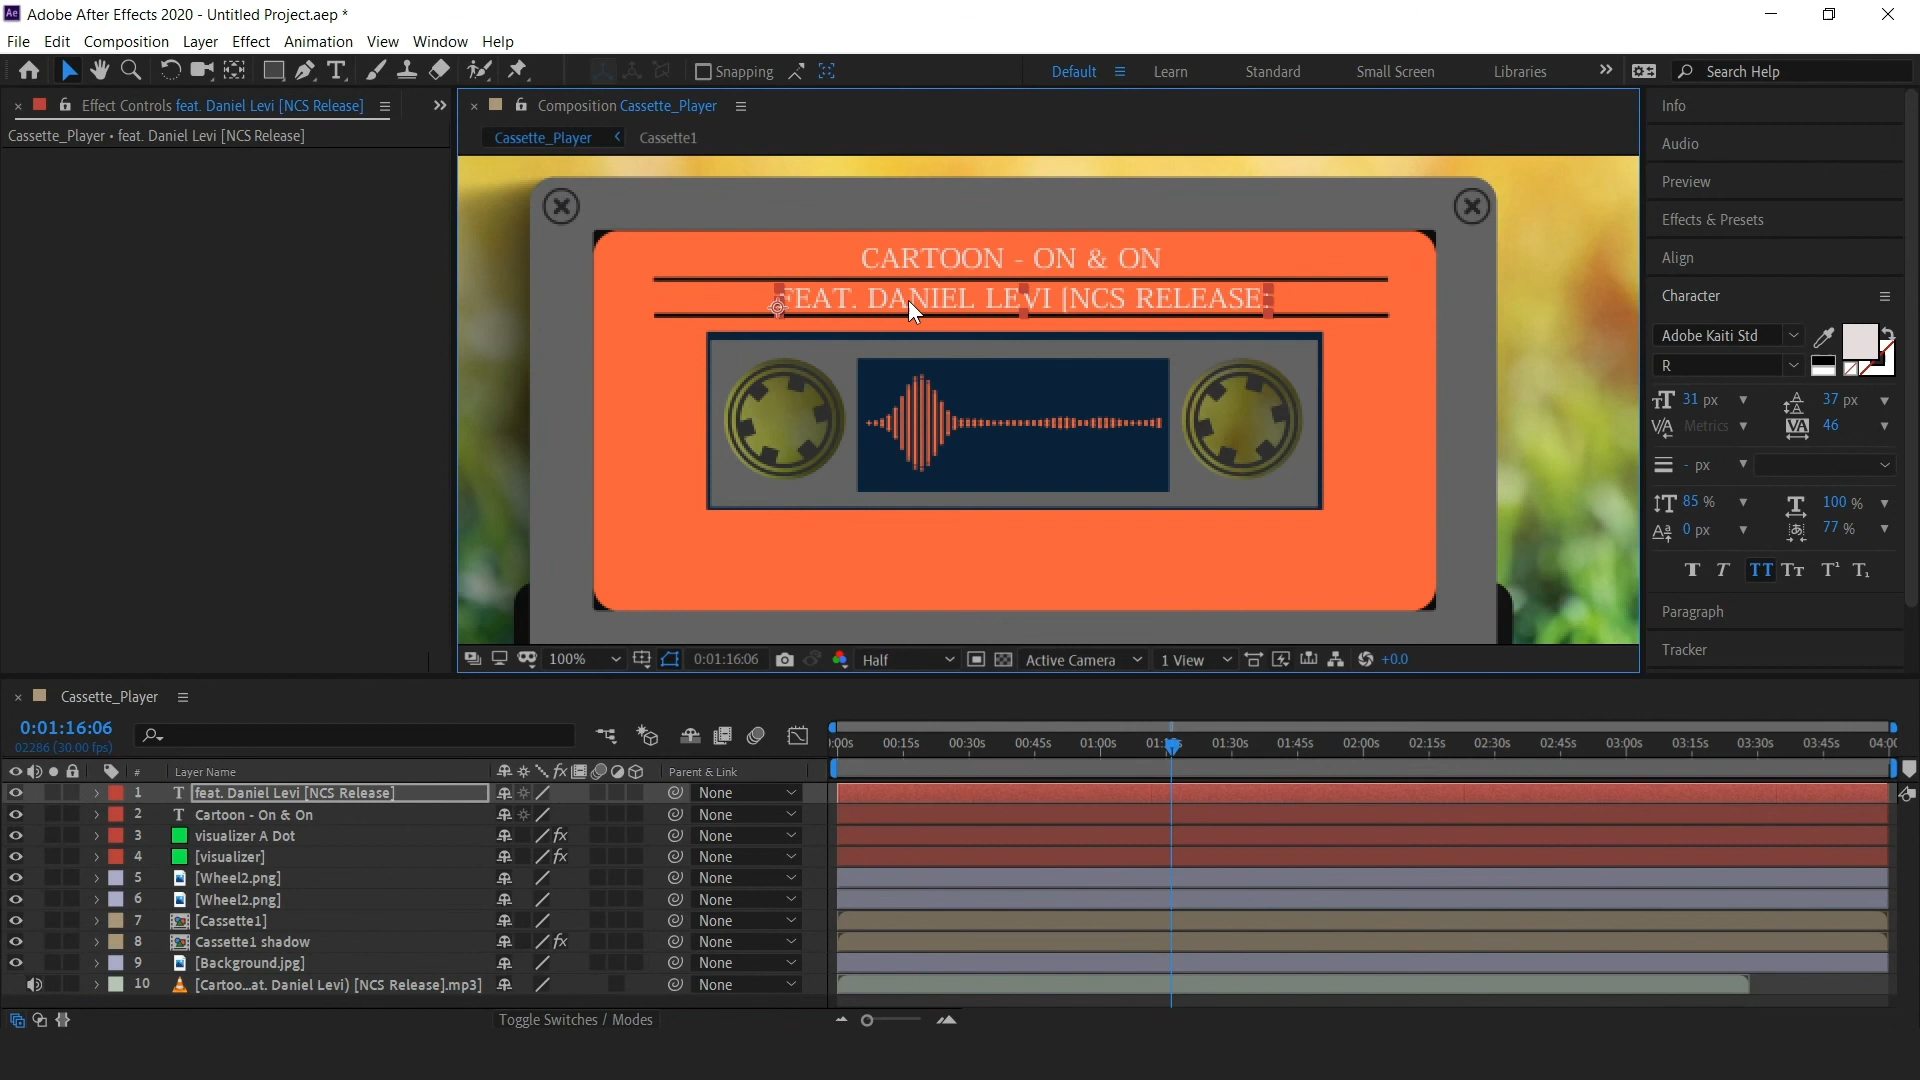 Ae Adobe After Effects 2020 - Untitled Project.aep *
File Edit Composition Layer Effect Animation View Window Help
Snapping Default Learn Standard Small Screen Libraries Search Help
Effect Controls feat. Daniel Levi [NCS Release]
Cassette_Player • feat. Daniel Levi [NCS Release]
Composition Cassette_Player
Cassette_Player Cassette1
CARTOON - ON & ON
FEAT. DANIEL LEVI [NCS RELEASE]
100% 0:01:16:06 Half Active Camera 1 View +0.0
Info
Audio
Preview
Effects & Presets
Align
Character
Adobe Kaiti Std
R
31 px 37 px
Metrics 46
- px
85 % 100 %
0 px 77 %
Paragraph
Tracker
Cassette_Player
0:01:16:06
02286 (30.00 fps)
:00s 00:15s 00:30s 00:45s 01:00s 01:30s 01:45s 02:00s 02:15s 02:30s 02:45s 03:00s 03:15s 03:30s 03:45s 04:00
# Layer Name fx Parent & Link
1 T feat. Daniel Levi [NCS Release] None
2 T Cartoon - On & On None
3 visualizer A Dot fx None
4 [visualizer] fx None
5 [Wheel2.png] None
6 [Wheel2.png] None
7 [Cassette1] None
8 Cassette1 shadow fx None
9 [Background.jpg] None
10 [Cartoo...at. Daniel Levi) [NCS Release].mp3] None
Toggle Switches / Modes